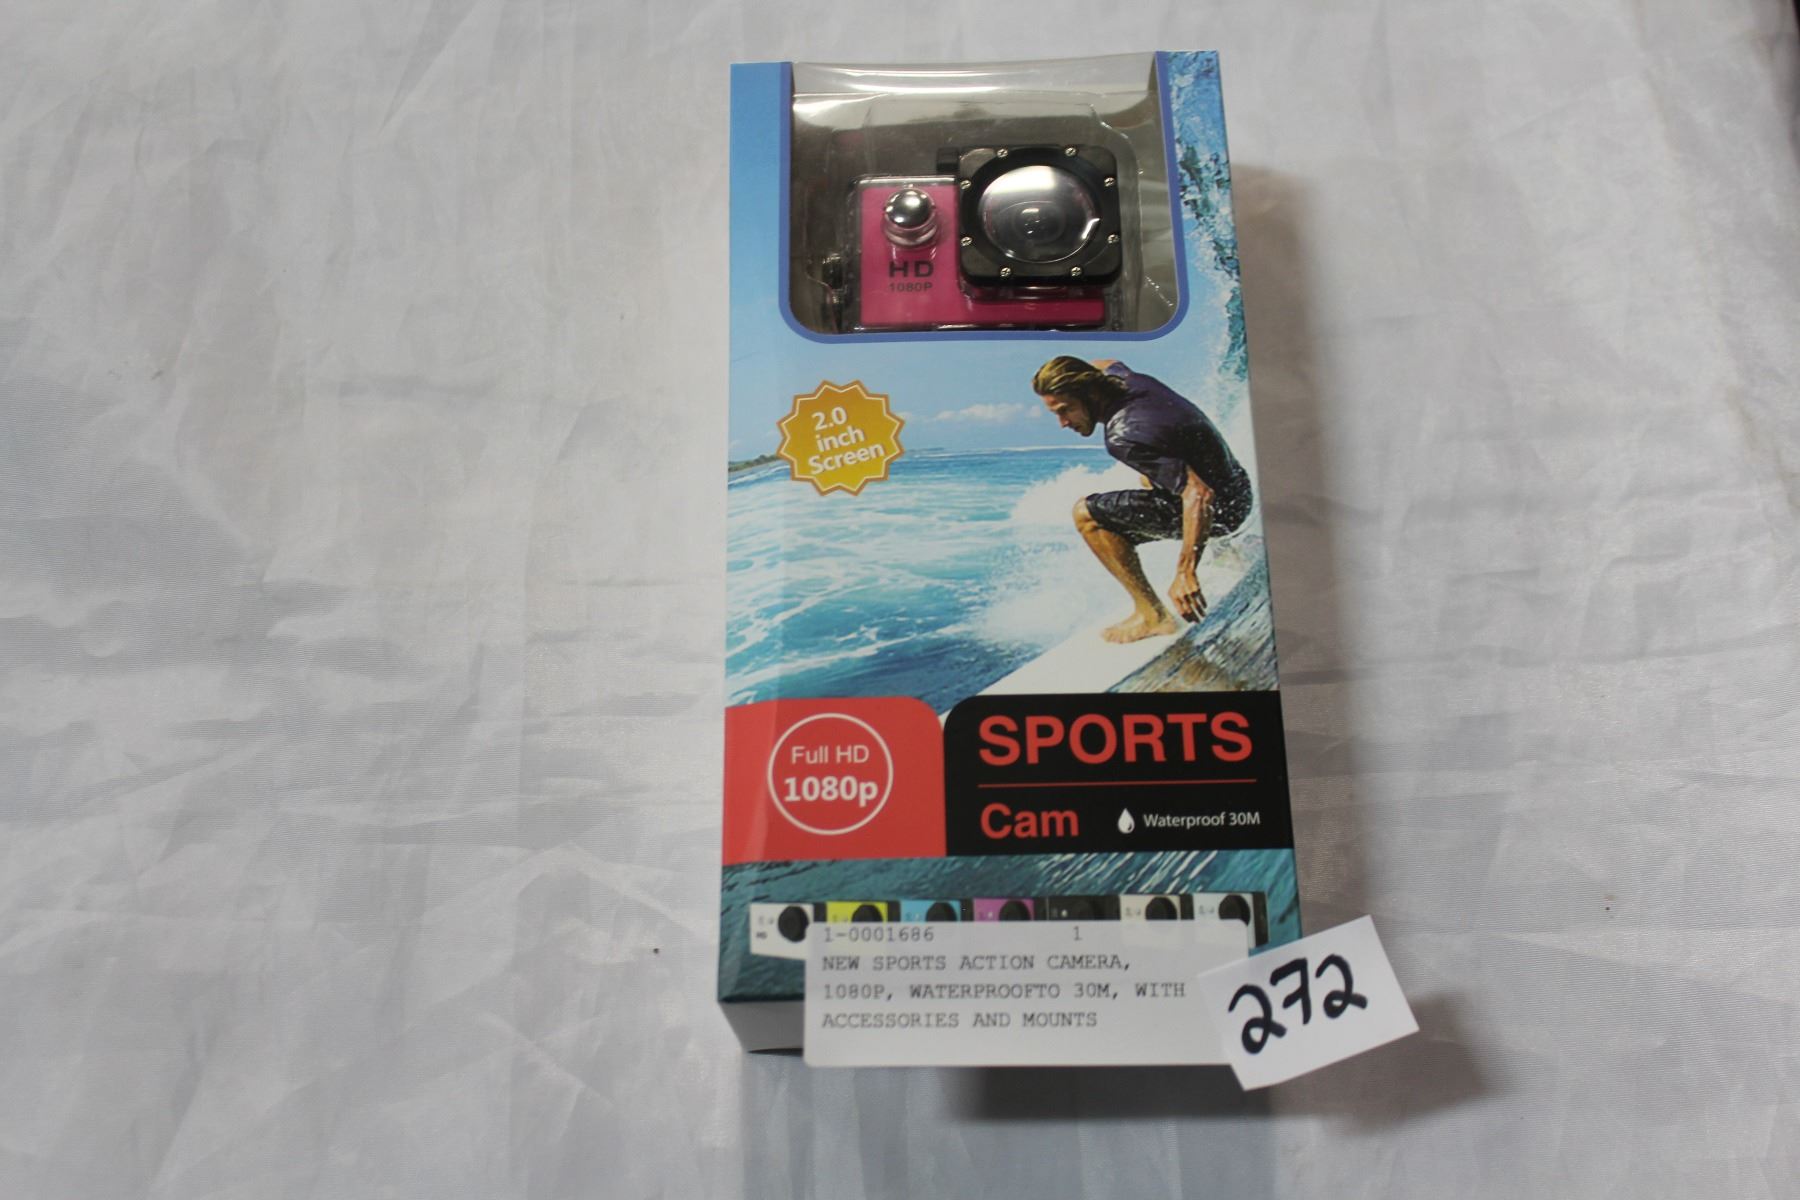 HD
1080P
2.0
inch
Screen
Full HD
1080p
SPORTS
Cam
Waterproof 30M
1-0001686 1
NEW SPORTS ACTION CAMERA,
1080P, WATERPROOFTO 30M, WITH
ACCESSORIES AND MOUNTS
272